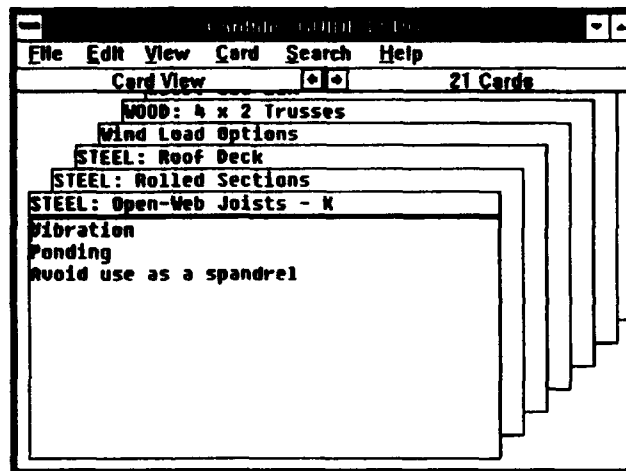 File Edit View Card Search Help
Card View 21 Cards
WOOD: 4 x 2 Trusses
Wind Load Options
STEEL: Roof Deck
STEEL: Rolled Sections
STEEL: Open-Web Joists - K
Vibration
Ponding
Avoid use as a spandrel